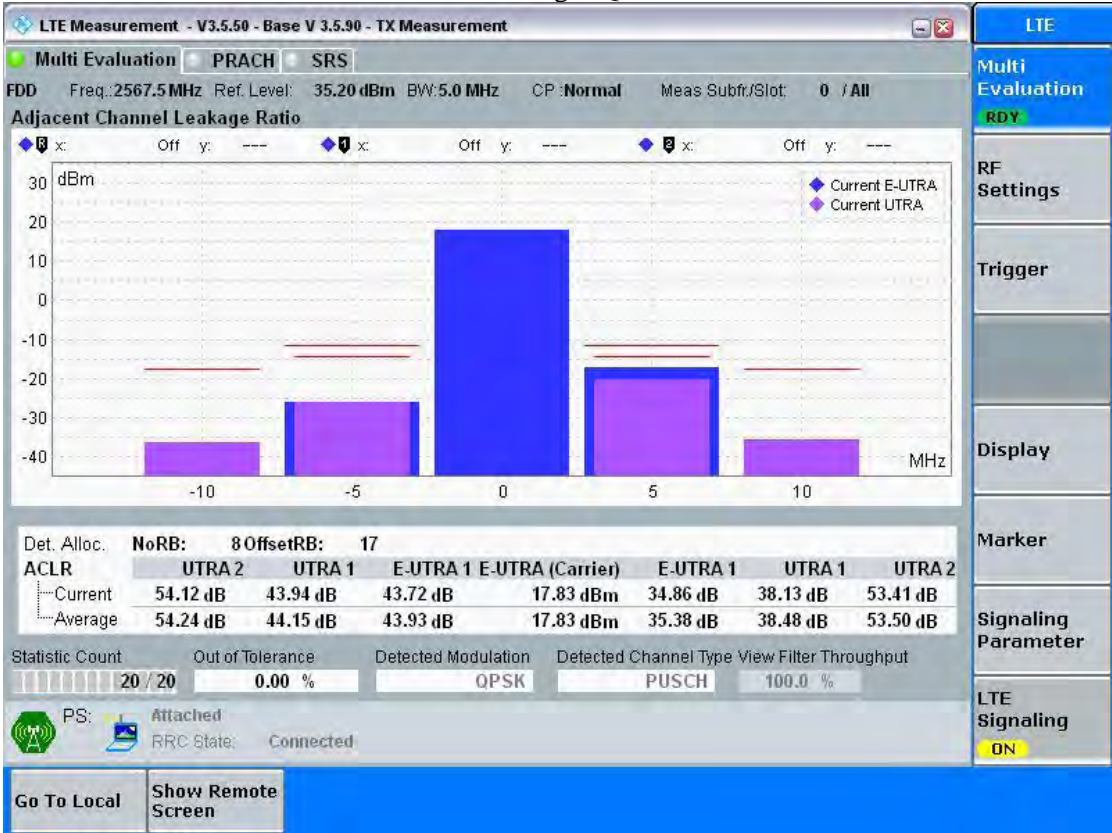 LTE Measurement - V3.5.50 - Base V 3.5.90 - TX Measurement
LTE
Multi Evaluation PRACH SRS
FDD Freq.:2567.5 MHz Ref. Level: 35.20 dBm BW:5.0 MHz CP :Normal Meas Subfr./Slot: 0 / All
Adjacent Channel Leakage Ratio
R x: Off y: --- 1 x: Off y: --- 2 x: Off y: ---
dBm
Current E-UTRA
Current UTRA
30
20
10
0
-10
-20
-30
-40
MHz
-10 -5 0 5 10
Det. Alloc. NoRB: 8 OffsetRB: 17
ACLR UTRA 2 UTRA 1 E-UTRA 1 E-UTRA (Carrier) E-UTRA 1 UTRA 1 UTRA 2
Current 54.12 dB 43.94 dB 43.72 dB 17.83 dBm 34.86 dB 38.13 dB 53.41 dB
Average 54.24 dB 44.15 dB 43.93 dB 17.83 dBm 35.38 dB 38.48 dB 53.50 dB
Statistic Count Out of Tolerance Detected Modulation Detected Channel Type View Filter Throughput
20 / 20 0.00 % QPSK PUSCH 100.0 %
PS: Attached
RRC State: Connected
Multi
Evaluation
RDY
RF
Settings
Trigger
Display
Marker
Signaling
Parameter
LTE
Signaling
ON
Go To Local
Show Remote
Screen